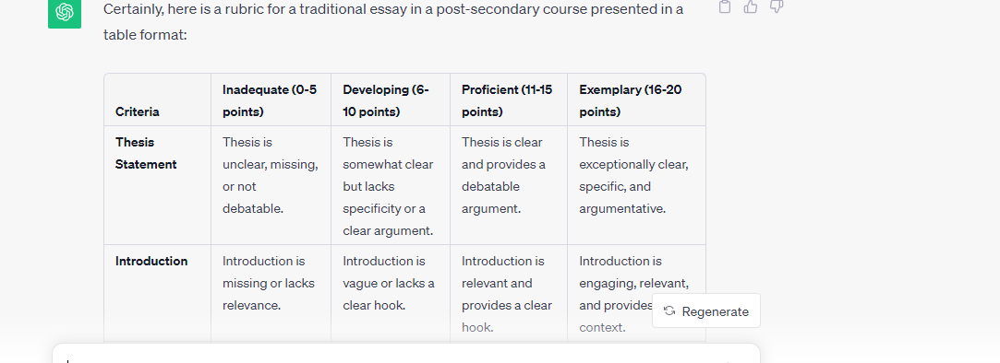 Certainly, here is a rubric for a traditional essay in a post-secondary course presented in a
table format:
Criteria
Inadequate (0-5
points)
Developing (6-
10 points)
Proficient (11-15
points)
Exemplary (16-20
points)
Thesis
Statement
Thesis is
unclear, missing,
or not
debatable.
Thesis is
somewhat clear
but lacks
specificity or a
clear argument.
Thesis is clear
and provides a
debatable
argument.
Thesis is
exceptionally clear,
specific, and
argumentative.
Introduction
Introduction is
missing or lacks
relevance.
Introduction is
vague or lacks a
clear hook.
Introduction is
relevant and
provides a clear
hook.
Introduction is
engaging, relevant,
and provides
context.
Regenerate